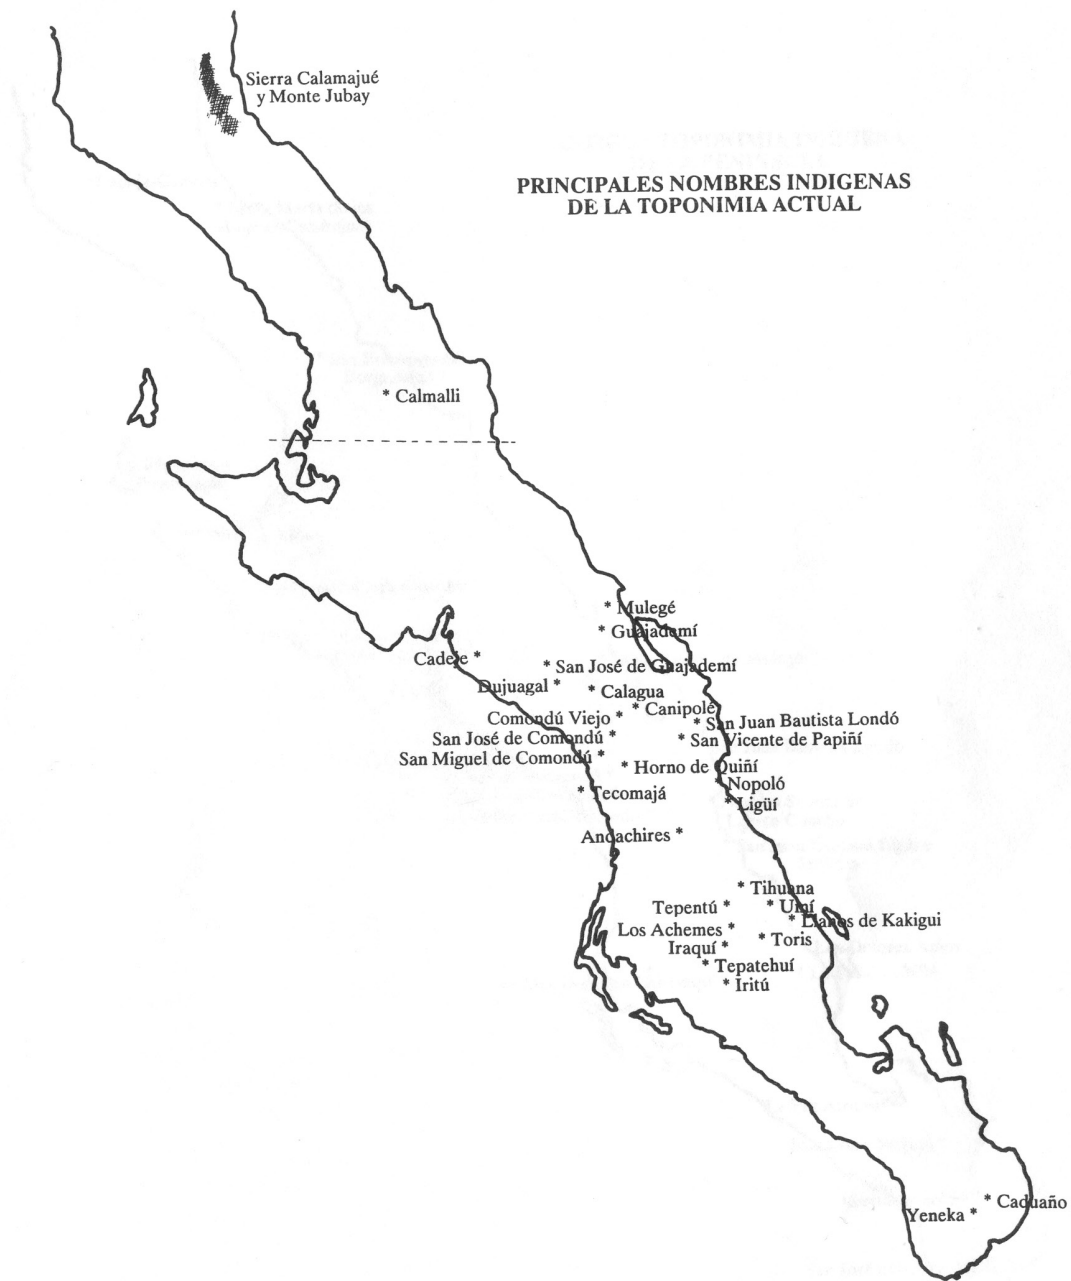 Sierra Calamajué
y Monte Jubay
PRINCIPALES NOMBRES INDIGENAS
DE LA TOPONIMIA ACTUAL
* Calmalli
* Mulegé
* Guajademí
Cadeje *
* San José de Guajademí
Dujuagal *
* Calagua
* Canipolé
Comondú Viejo *
* San Juan Bautista Londó
San José de Comondú *
* San Vicente de Papiñí
San Miguel de Comondú *
* Horno de Quiñí
* Nopoló
* Tecomajá
* Ligüí
Andachires *
* Tihuana
Tepentú *
* Umí
* Llanos de Kakigui
Los Achemes *
* Toris
Iraquí *
* Tepatehuí
* Iritú
* Caduaño
Yeneka *